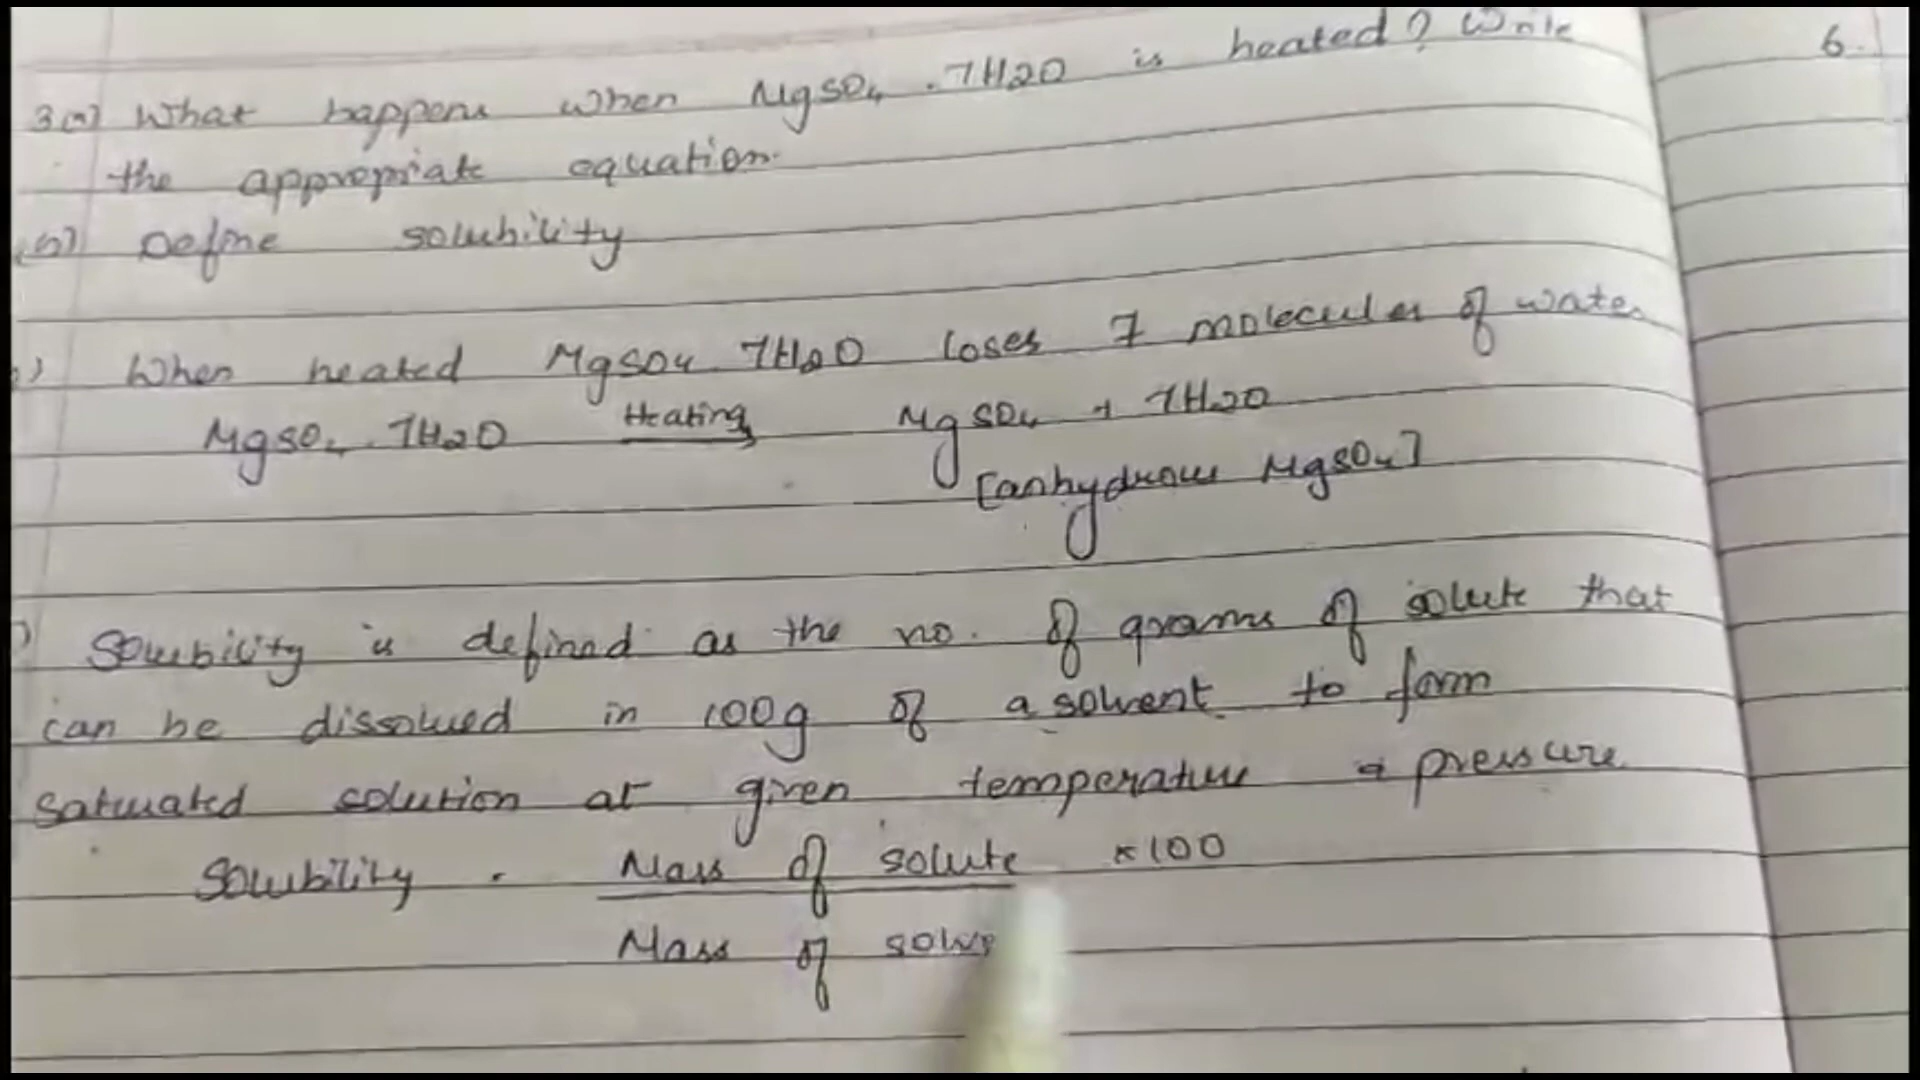 3(a) What happens when MgSO4 . 7H2O is heated? Write
the appropriate equation.
(b) Define solubility
When heated MgSO4 7H2O loses 7 molecules of water
MgSO4 . 7H2O Heating MgSO4 + 7H2O
[anhydrous MgSO4]
Solubility is defined as the no. of grams of solute that
can be dissolved in 100g of a solvent to form
saturated solution at given temperature & pressure
Solubility = Mass of solute × 100
Mass of solve
6.